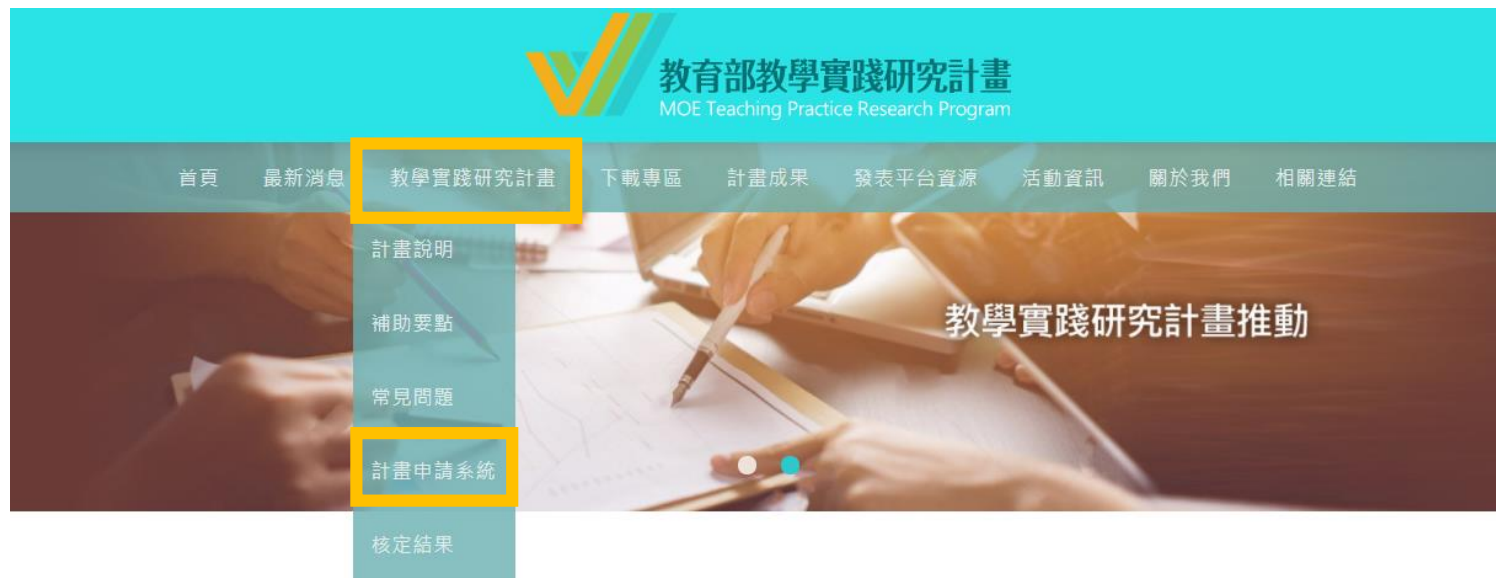 教育部教學實踐研究計畫
MOE Teaching Practice Research Program
首頁 最新消息 教學實踐研究計畫 下載專區 計畫成果 發表平台資源 活動資訊 關於我們 相關連結
計畫說明
補助要點
教學實踐研究計畫推動
常見問題
計畫申請系統
核定結果